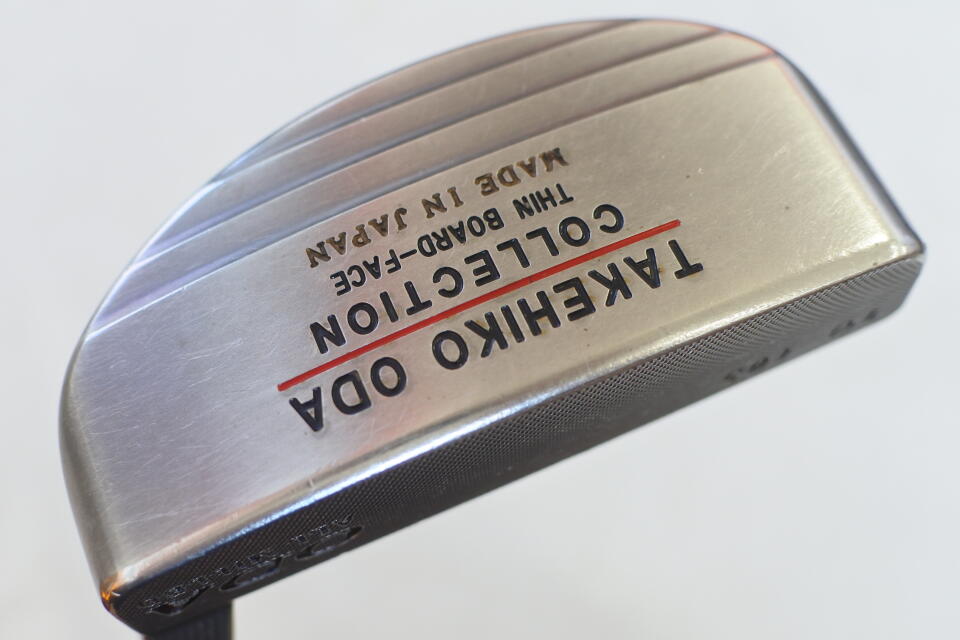 TAKEHIKO ODA
COLLECTION
THIN BOARD-FACE
MADE IN JAPAN